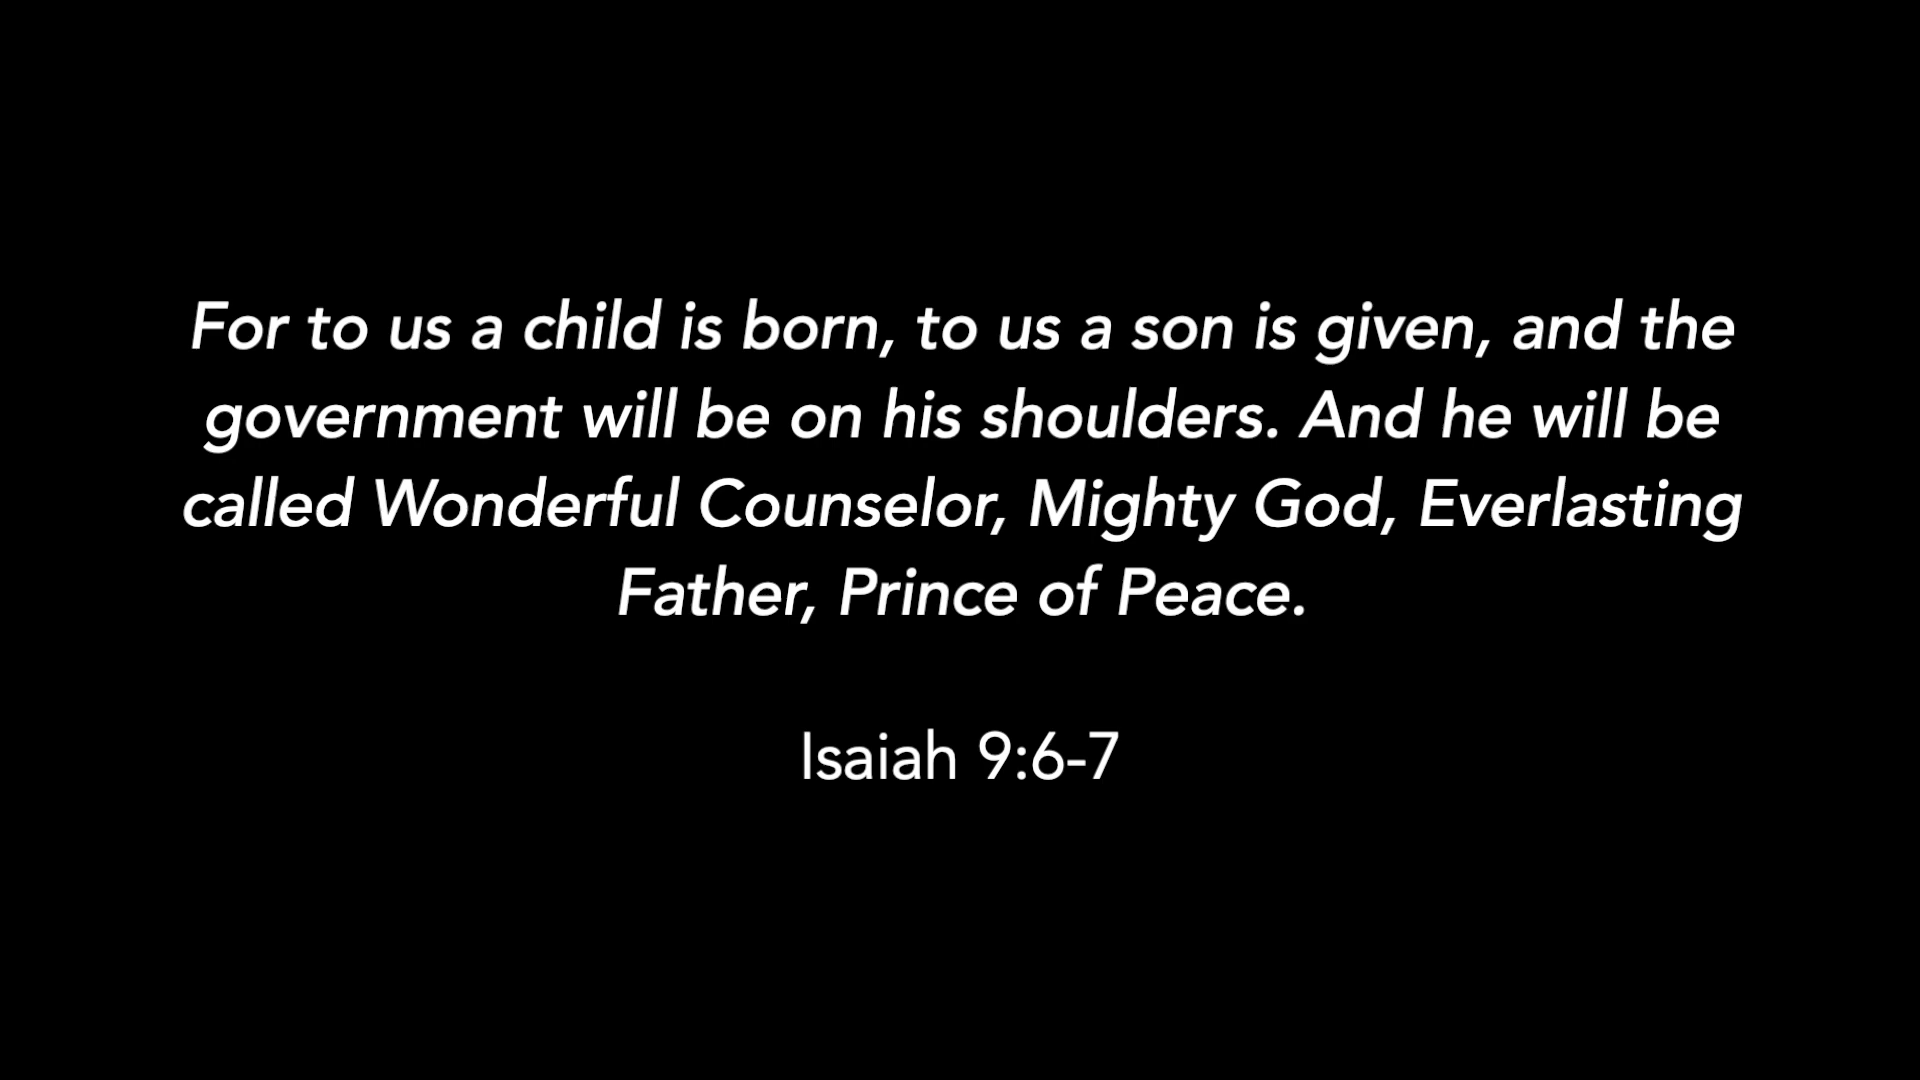 For to us a child is born, to us a son is given, and the
government will be on his shoulders. And he will be
called Wonderful Counselor, Mighty God, Everlasting
Father, Prince of Peace.
Isaiah 9:6-7